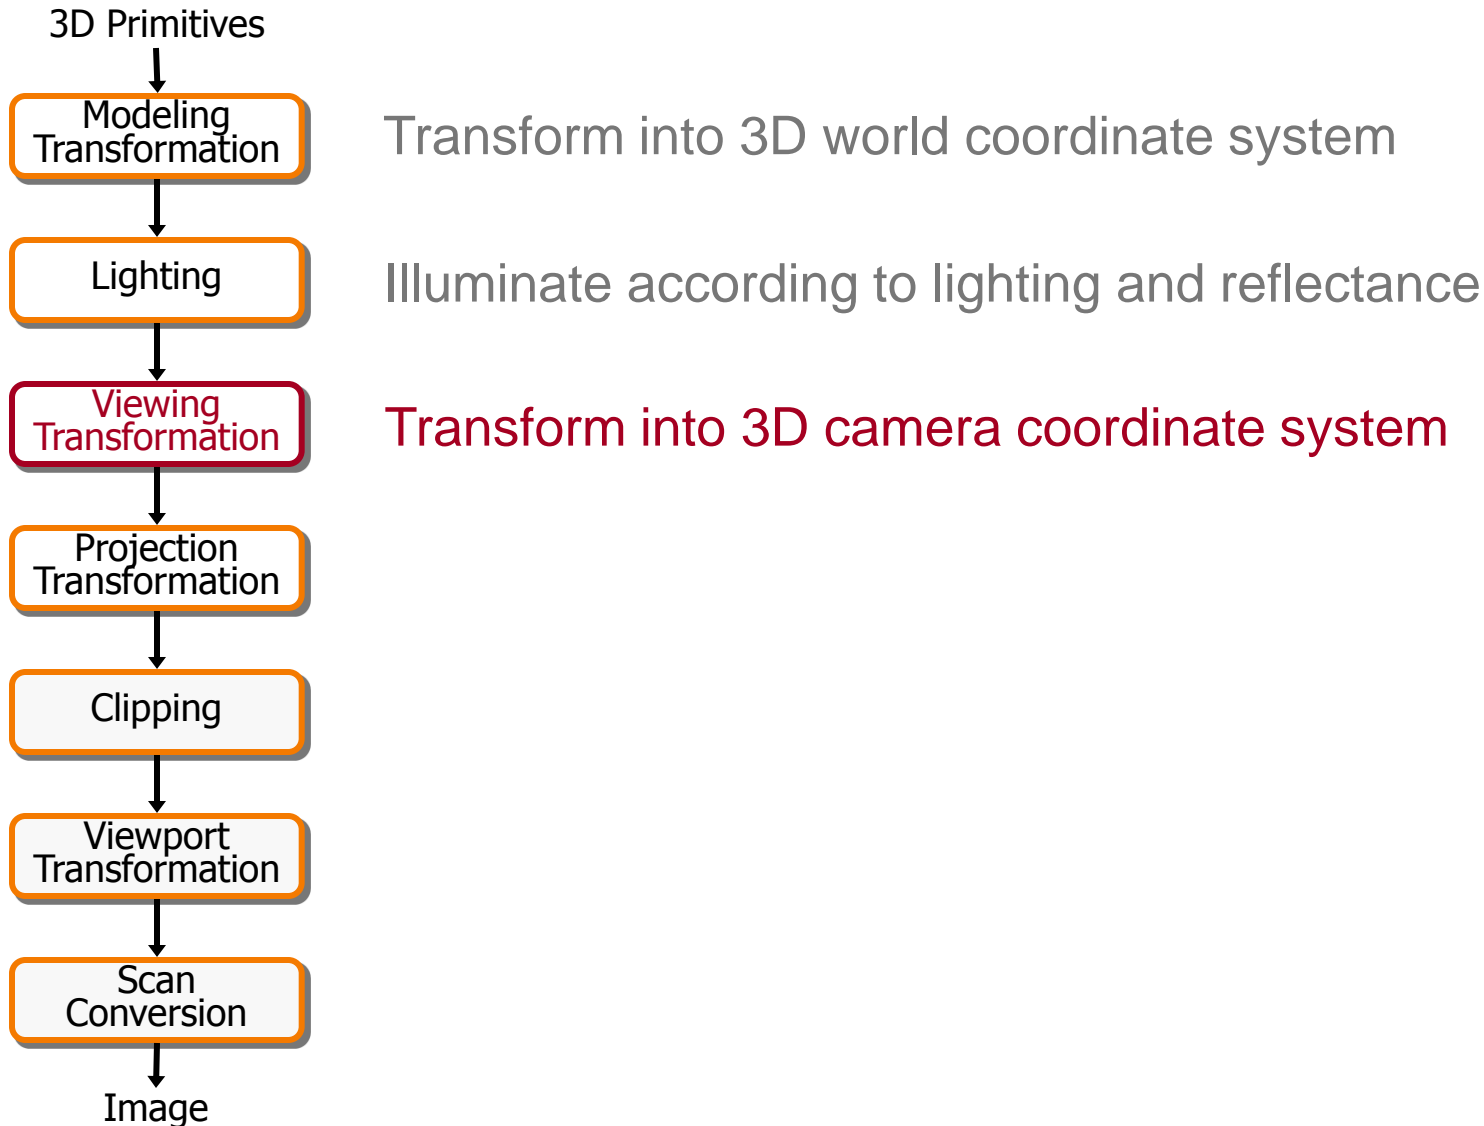 3D Primitives
Modeling
Transformation
Transform into 3D world coordinate system
Lighting
Illuminate according to lighting and reflectance
Viewing
Transformation
Transform into 3D camera coordinate system
Projection
Transformation
Clipping
Viewport
Transformation
Scan
Conversion
Image